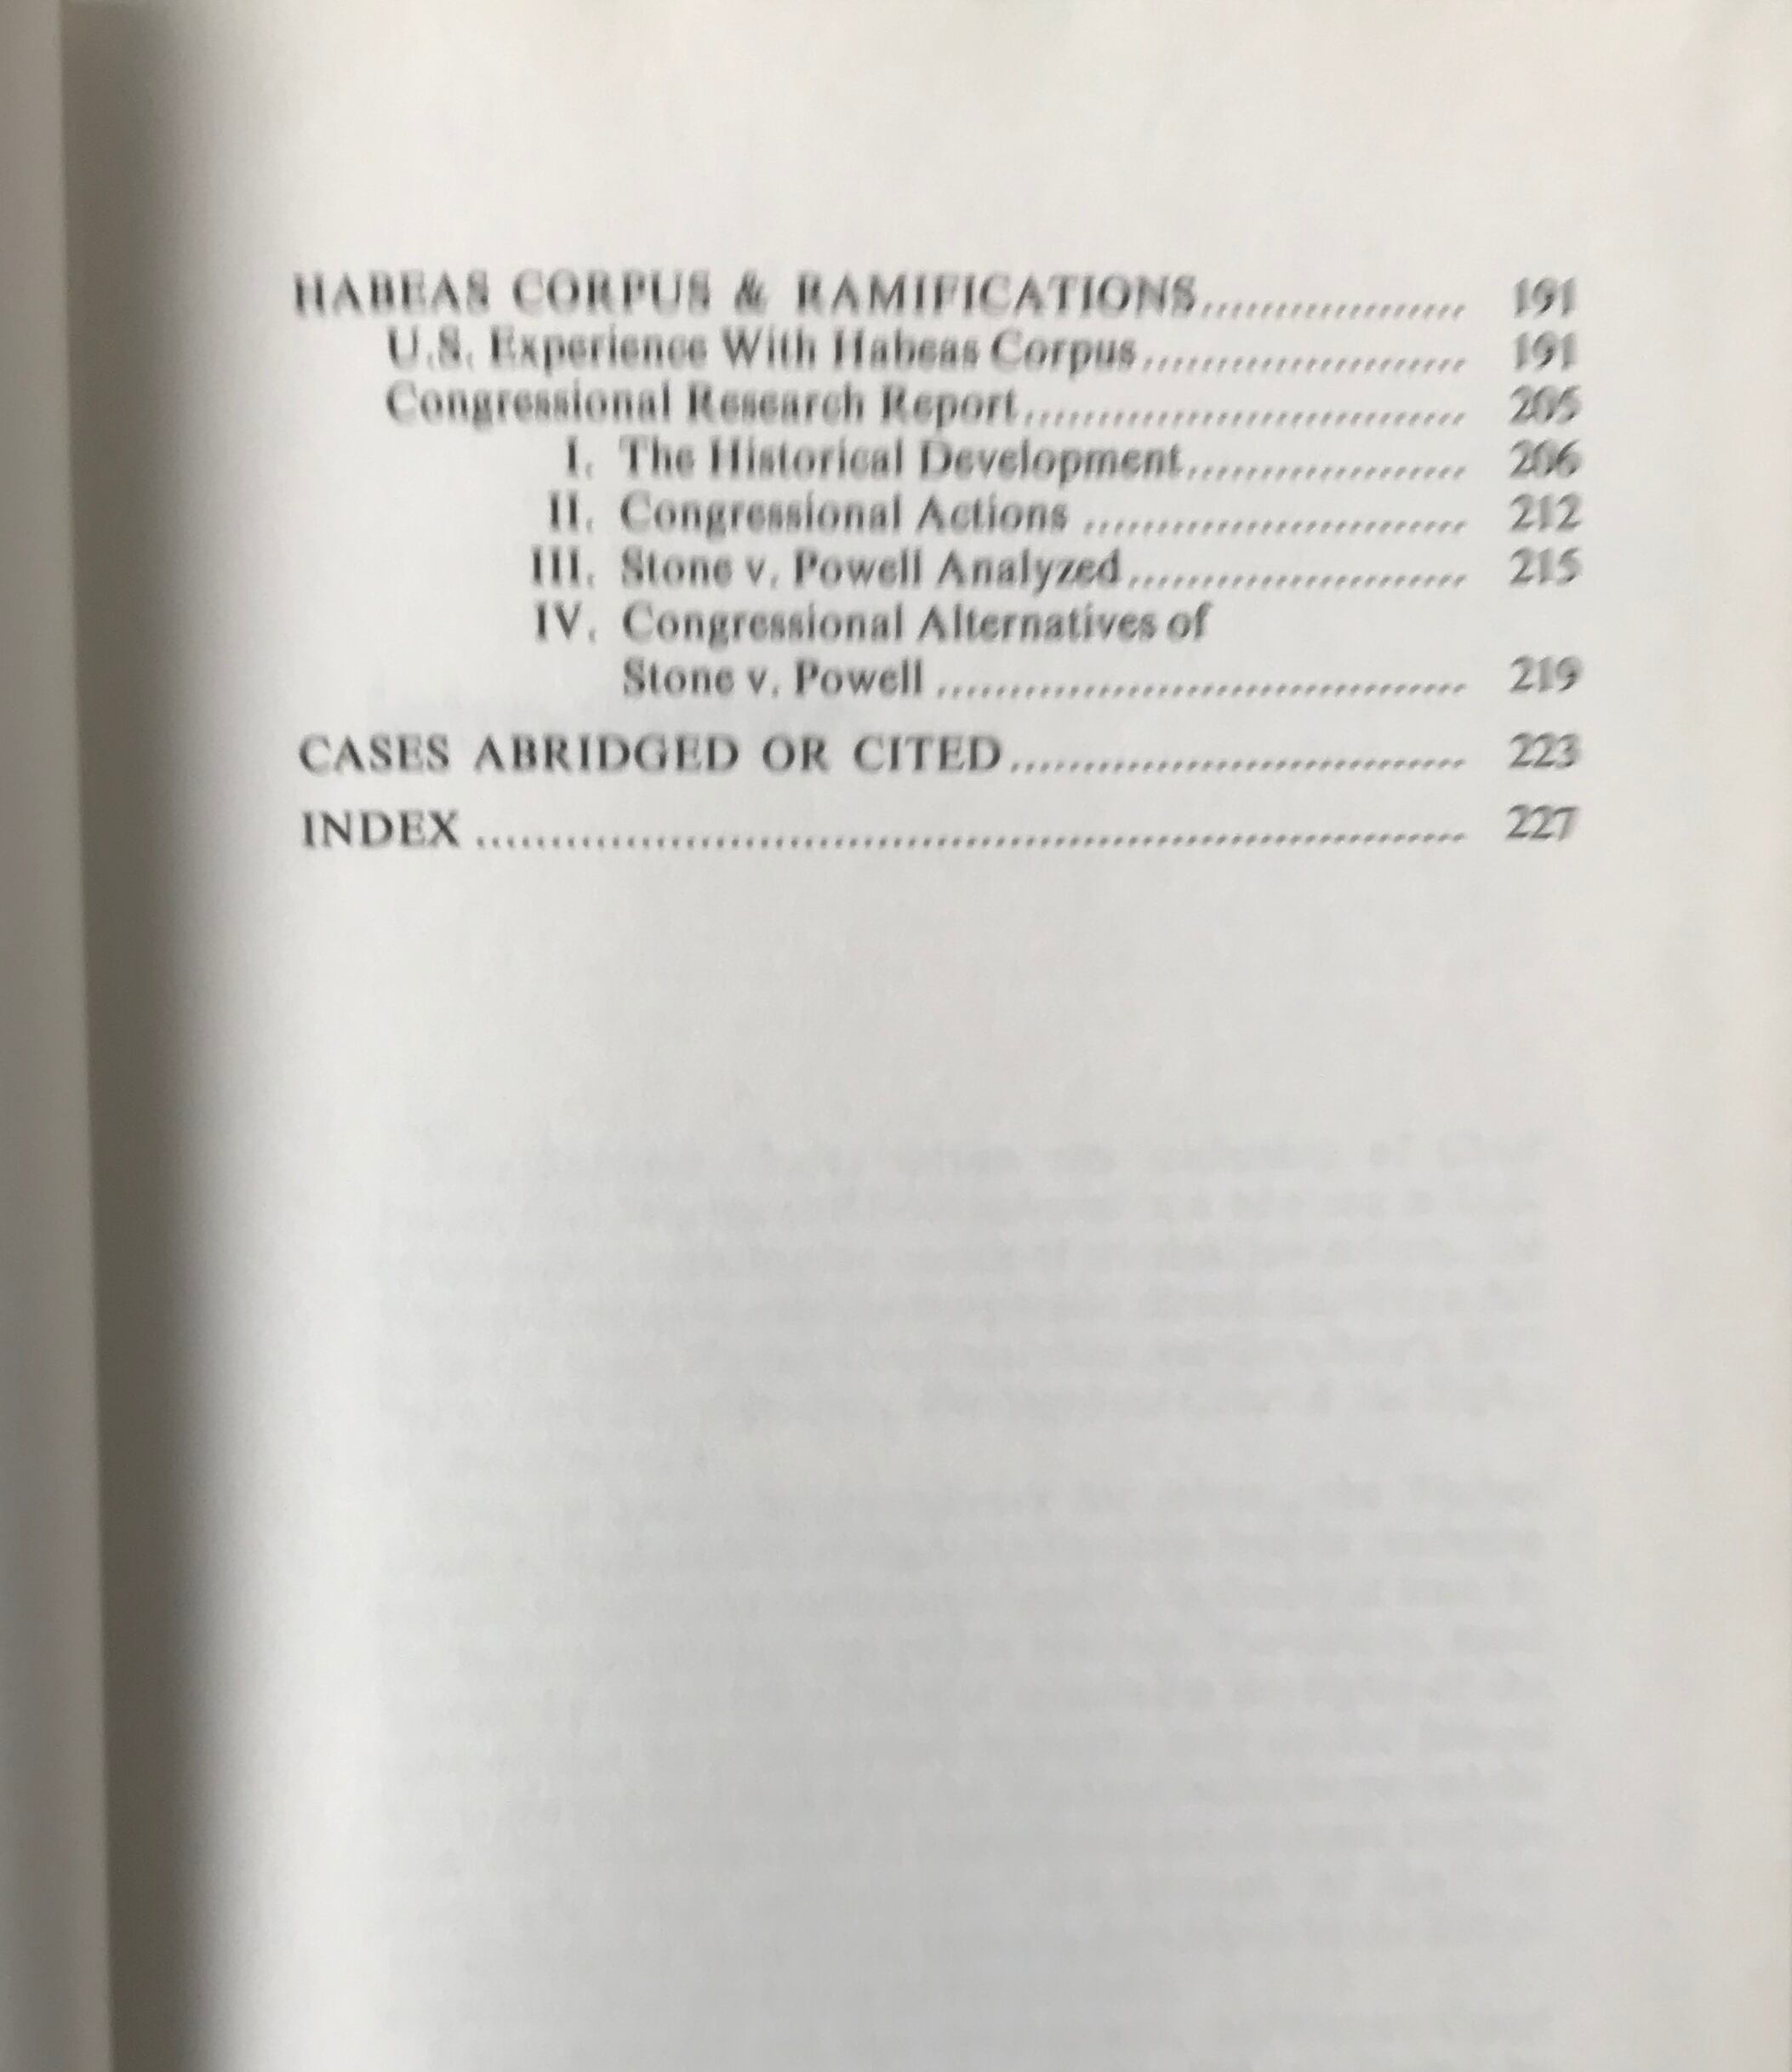 HABEAS CORPUS & RAMIFICATIONS.................. 191
U.S. Experience With Habeas Corpus...................... 191
Congressional Research Report.............................. 205
I. The Historical Development................... 206
II. Congressional Actions .......................... 212
III. Stone v. Powell Analyzed....................... 215
IV. Congressional Alternatives of
Stone v. Powell .................................... 219
CASES ABRIDGED OR CITED............................... 223
INDEX .................................................................... 227